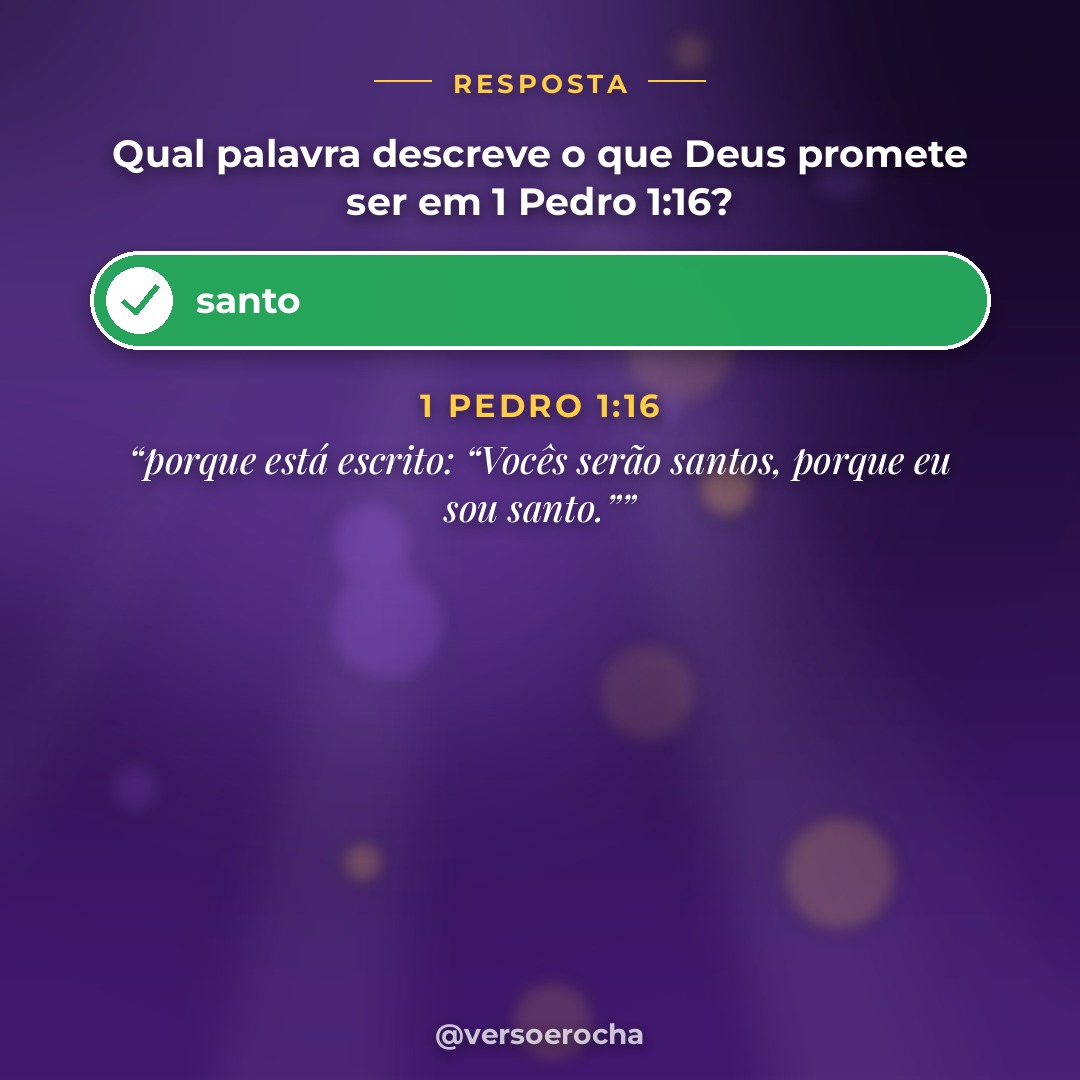 RESPOSTA
Qual palavra descreve o que Deus promete
ser em 1 Pedro 1:16?
santo
1 PEDRO 1:16
“porque está escrito: “Vocês serão santos, porque eu
sou santo.””
@versoerocha